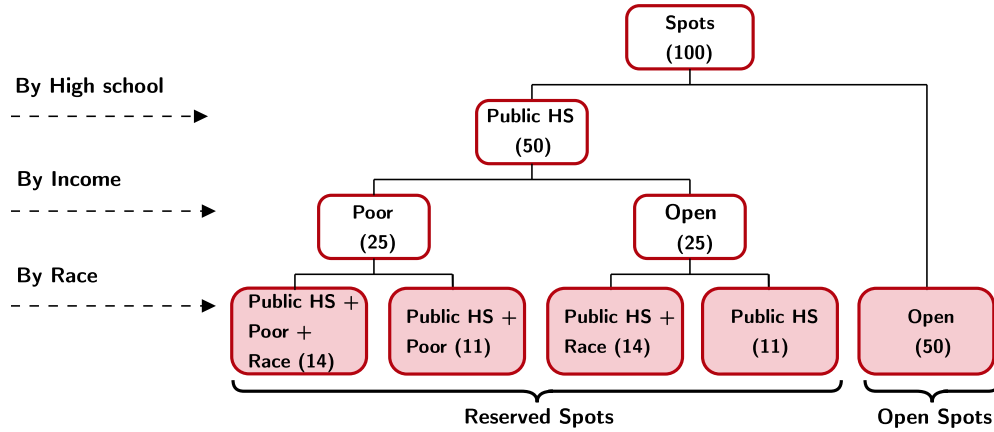 Spots
(100)
By High school
Public HS
(50)
By Income
Poor
(25)
Open
(25)
By Race
Public HS +
Poor +
Race (14)
Public HS +
Poor (11)
Public HS +
Race (14)
Public HS
(11)
Open
(50)
Reserved Spots
Open Spots